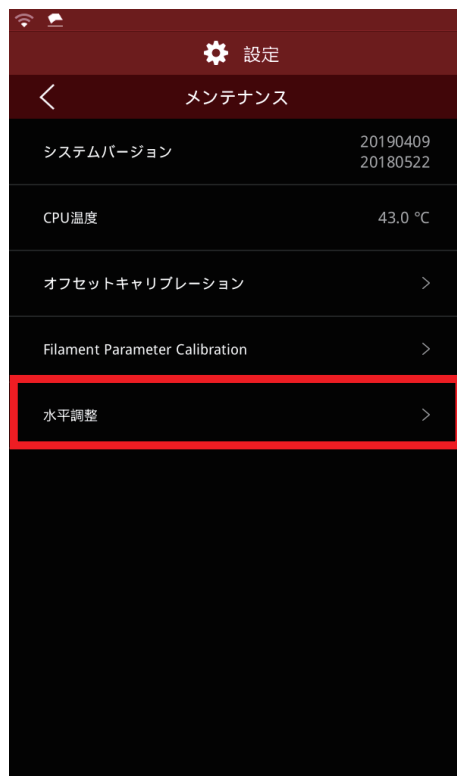 設定
メンテナンス
システムバージョン
20190409
20180522
CPU温度
43.0 °C
オフセットキャリブレーション
Filament Parameter Calibration
水平調整